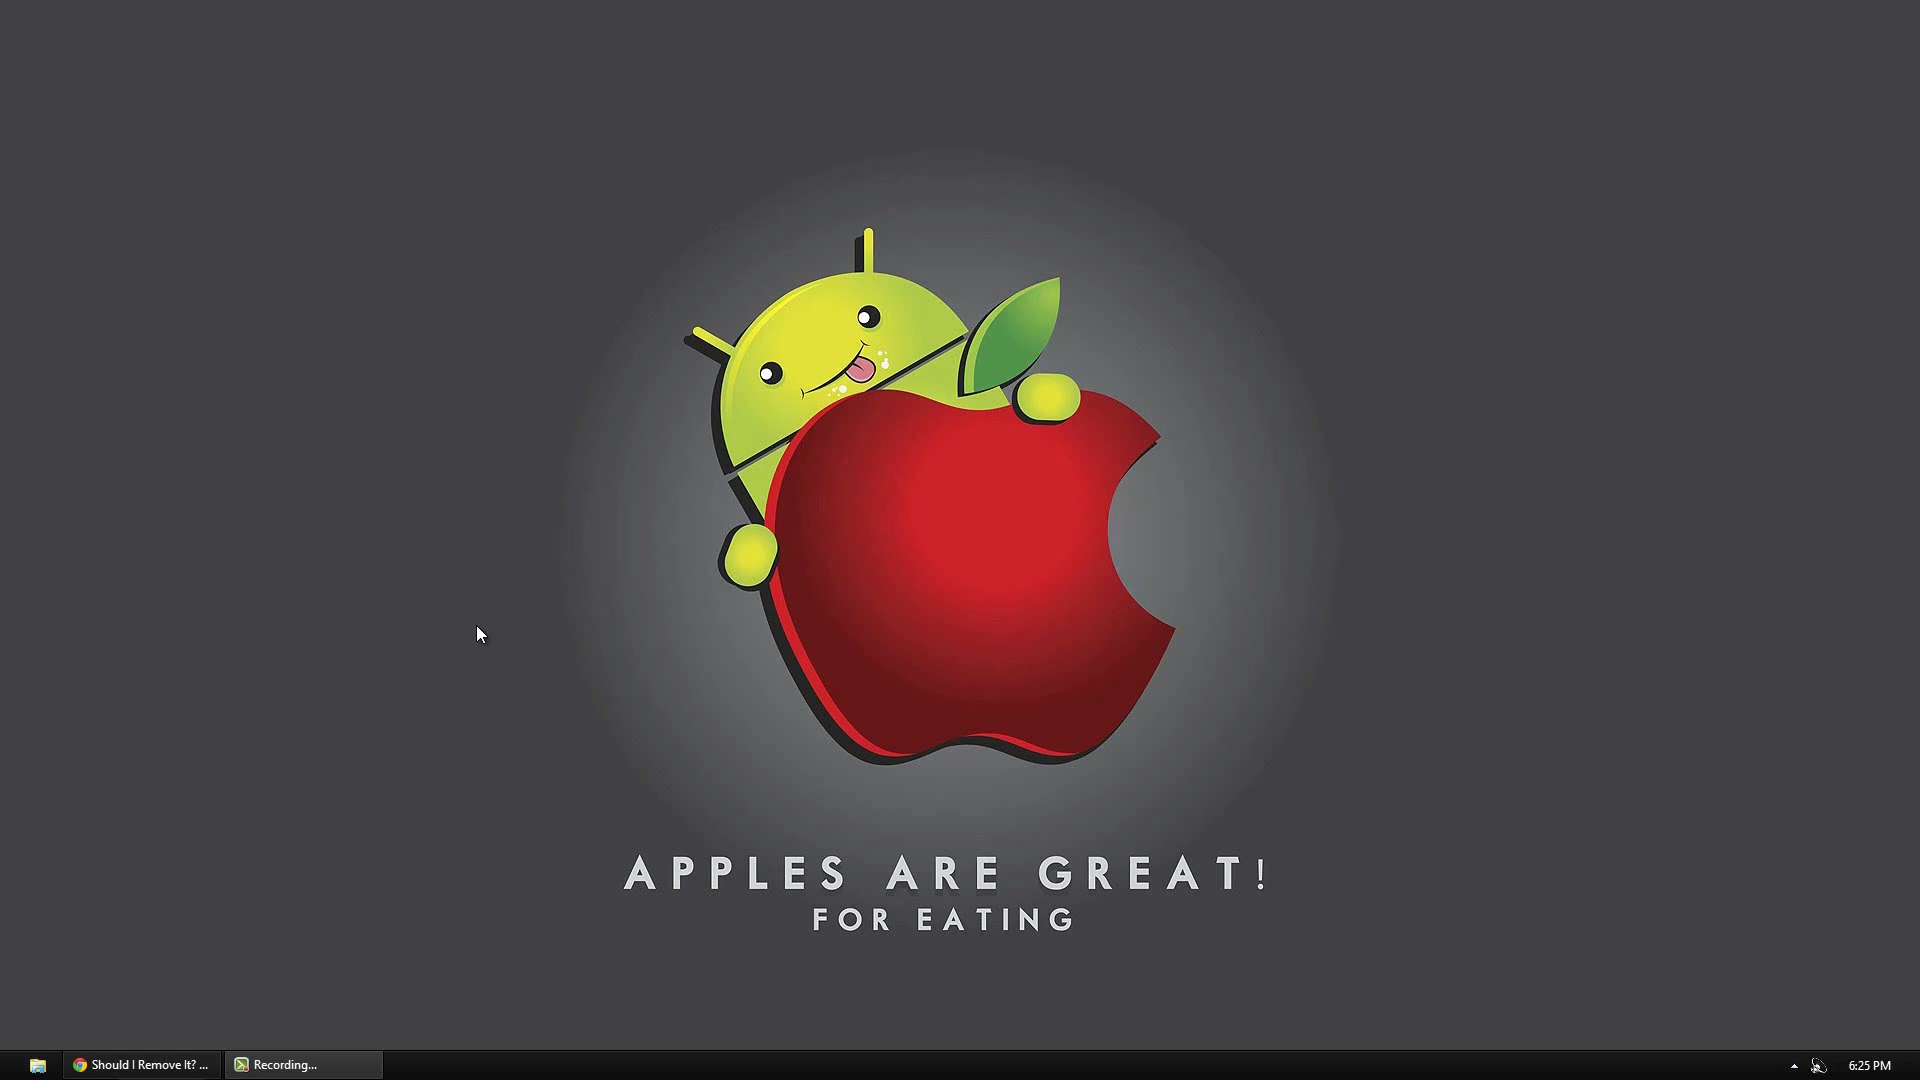 APPLES ARE GREAT!
FOR EATING
Should I Remove It? ...
Recording...
6:25 PM